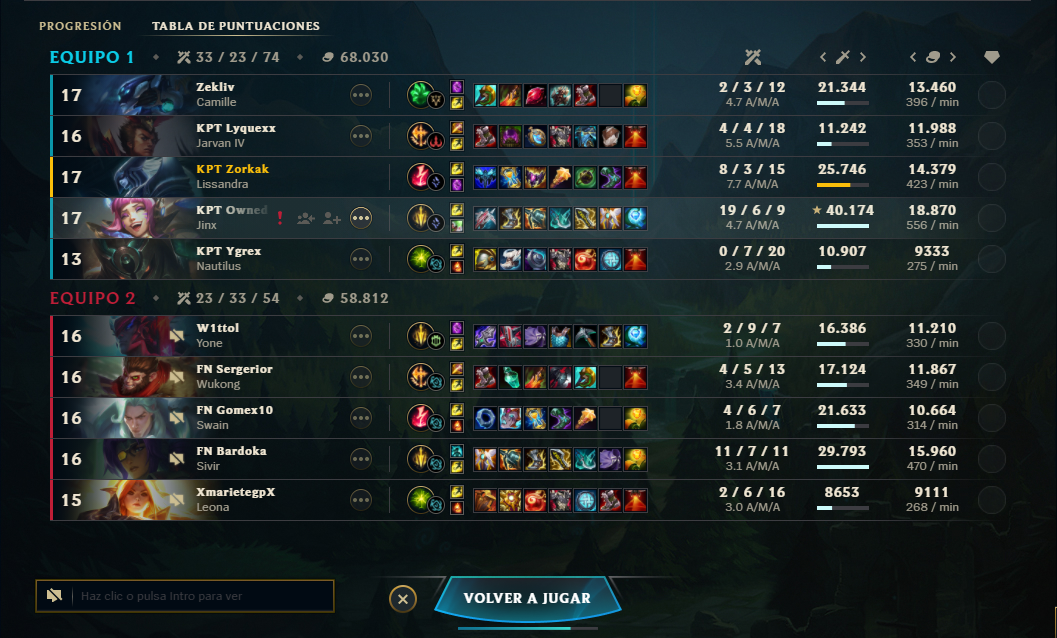 PROGRESIÓN TABLA DE PUNTUACIONES
EQUIPO 1 33 / 23 / 74 68.030
17 Zekliv 2 / 3 / 12 21.344 13.460
Camille 4.7 A/M/A 396 / min
16 KPT Lyquexx 4 / 4 / 18 11.242 11.988
Jarvan IV 5.5 A/M/A 353 / min
17 KPT Zorkak 8 / 3 / 15 25.746 14.379
Lissandra 7.7 A/M/A 423 / min
17 KPT Owned 19 / 6 / 9 40.174 18.870
Jinx 4.7 A/M/A 556 / min
13 KPT Ygrex 0 / 7 / 20 10.907 9333
Nautilus 2.9 A/M/A 275 / min
EQUIPO 2 23 / 33 / 54 58.812
16 W1ttol 2 / 9 / 7 16.386 11.210
Yone 1.0 A/M/A 330 / min
16 FN Sergerior 4 / 5 / 13 17.124 11.867
Wukong 3.4 A/M/A 349 / min
16 FN Gomex10 4 / 6 / 7 21.633 10.664
Swain 1.8 A/M/A 314 / min
16 FN Bardoka 11 / 7 / 11 29.793 15.960
Sivir 3.1 A/M/A 470 / min
15 XmarietegpX 2 / 6 / 16 8653 9111
Leona 3.0 A/M/A 268 / min
Haz clic o pulsa Intro para ver
VOLVER A JUGAR